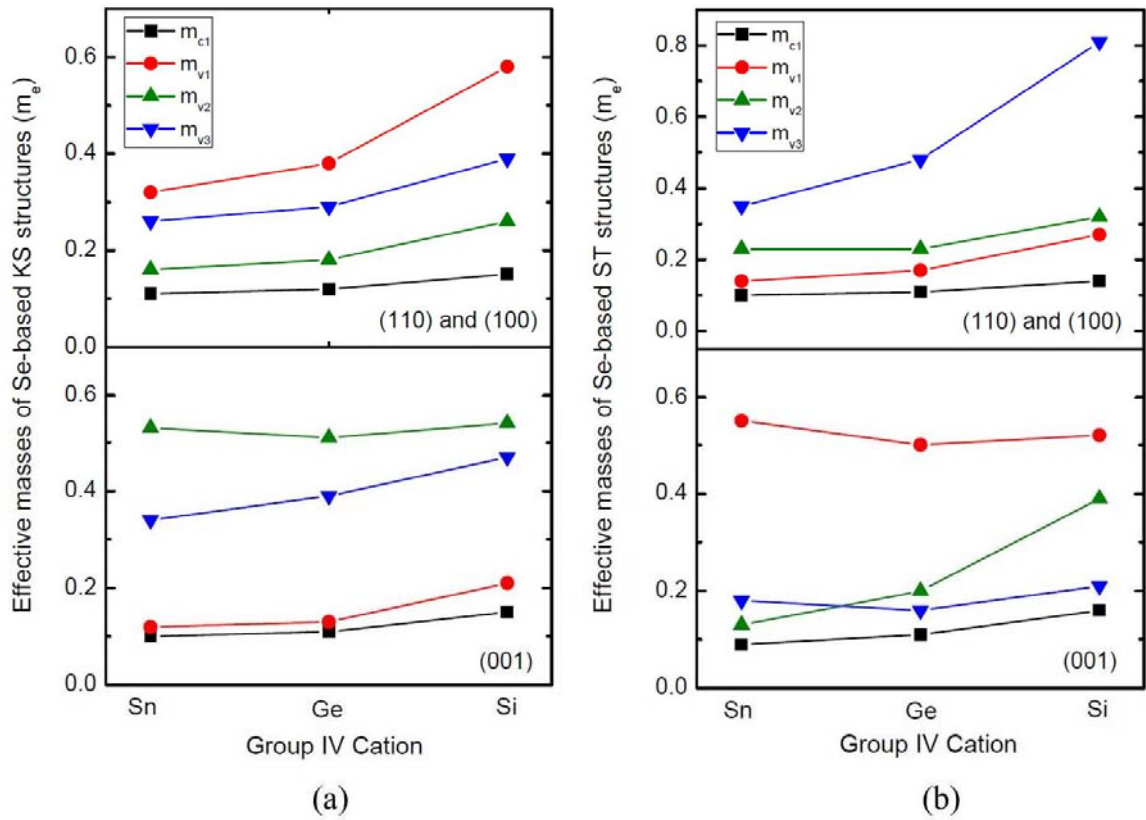 Effective masses of Se-based KS structures (mₑ)
0.6
0.4
0.2
0.0
m_c1
m_v1
m_v2
m_v3
(110) and (100)
0.6
0.4
0.2
0.0
(001)
Sn Ge Si
Group IV Cation
(a)
Effective masses of Se-based ST structures (mₑ)
0.8
0.6
0.4
0.2
0.0
m_c1
m_v1
m_v2
m_v3
(110) and (100)
0.6
0.4
0.2
0.0
(001)
Sn Ge Si
Group IV Cation
(b)